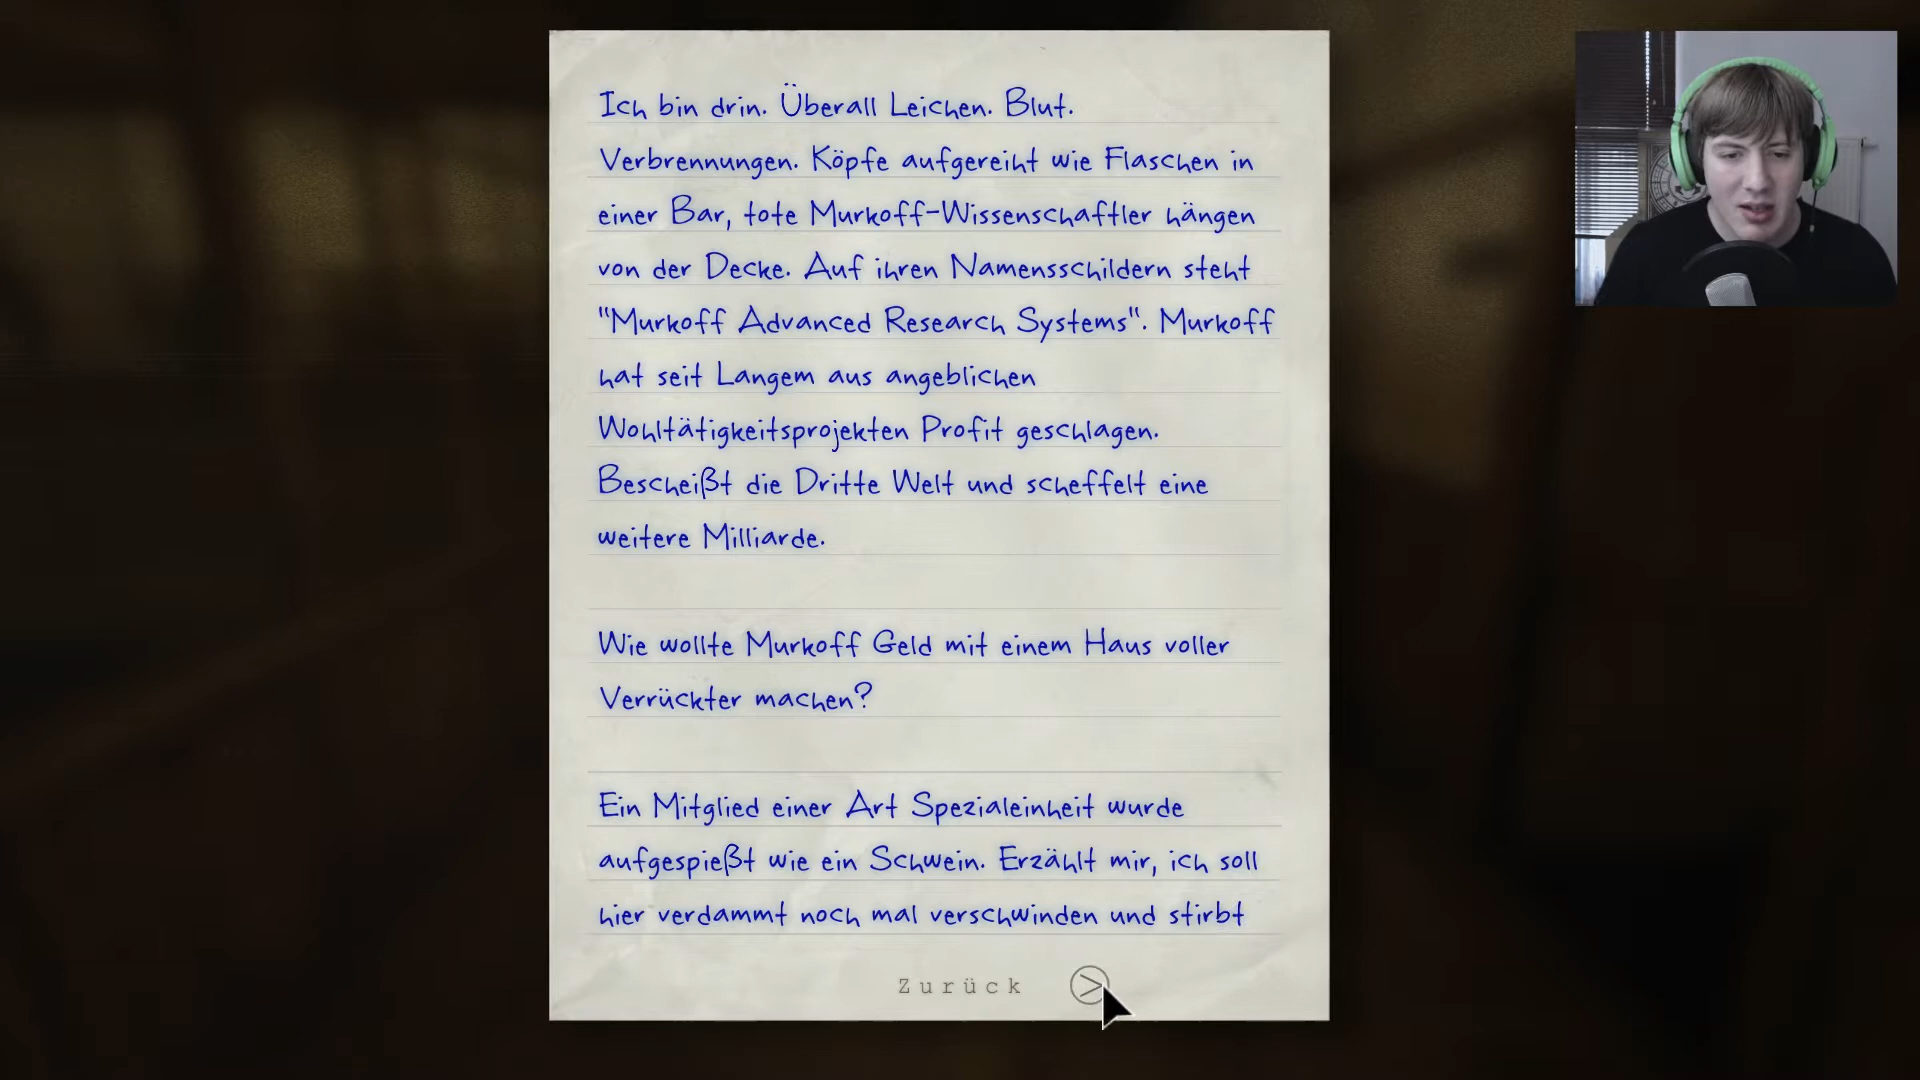 Ich bin drin. Überall Leichen. Blut.
Verbrennungen. Köpfe aufgereiht wie Flaschen in
einer Bar, tote Murkoff-Wissenschaftler hängen
von der Decke. Auf ihren Namensschildern steht
"Murkoff Advanced Research Systems". Murkoff
hat seit Langem aus angeblichen
Wohltätigkeitsprojekten Profit geschlagen.
Bescheißt die Dritte Welt und scheffelt eine
weitere Milliarde.
Wie wollte Murkoff Geld mit einem Haus voller
Verrückter machen?
Ein Mitglied einer Art Spezialeinheit wurde
aufgespießt wie ein Schwein. Erzählt mir, ich soll
hier verdammt noch mal verschwinden und stirbt
Zurück